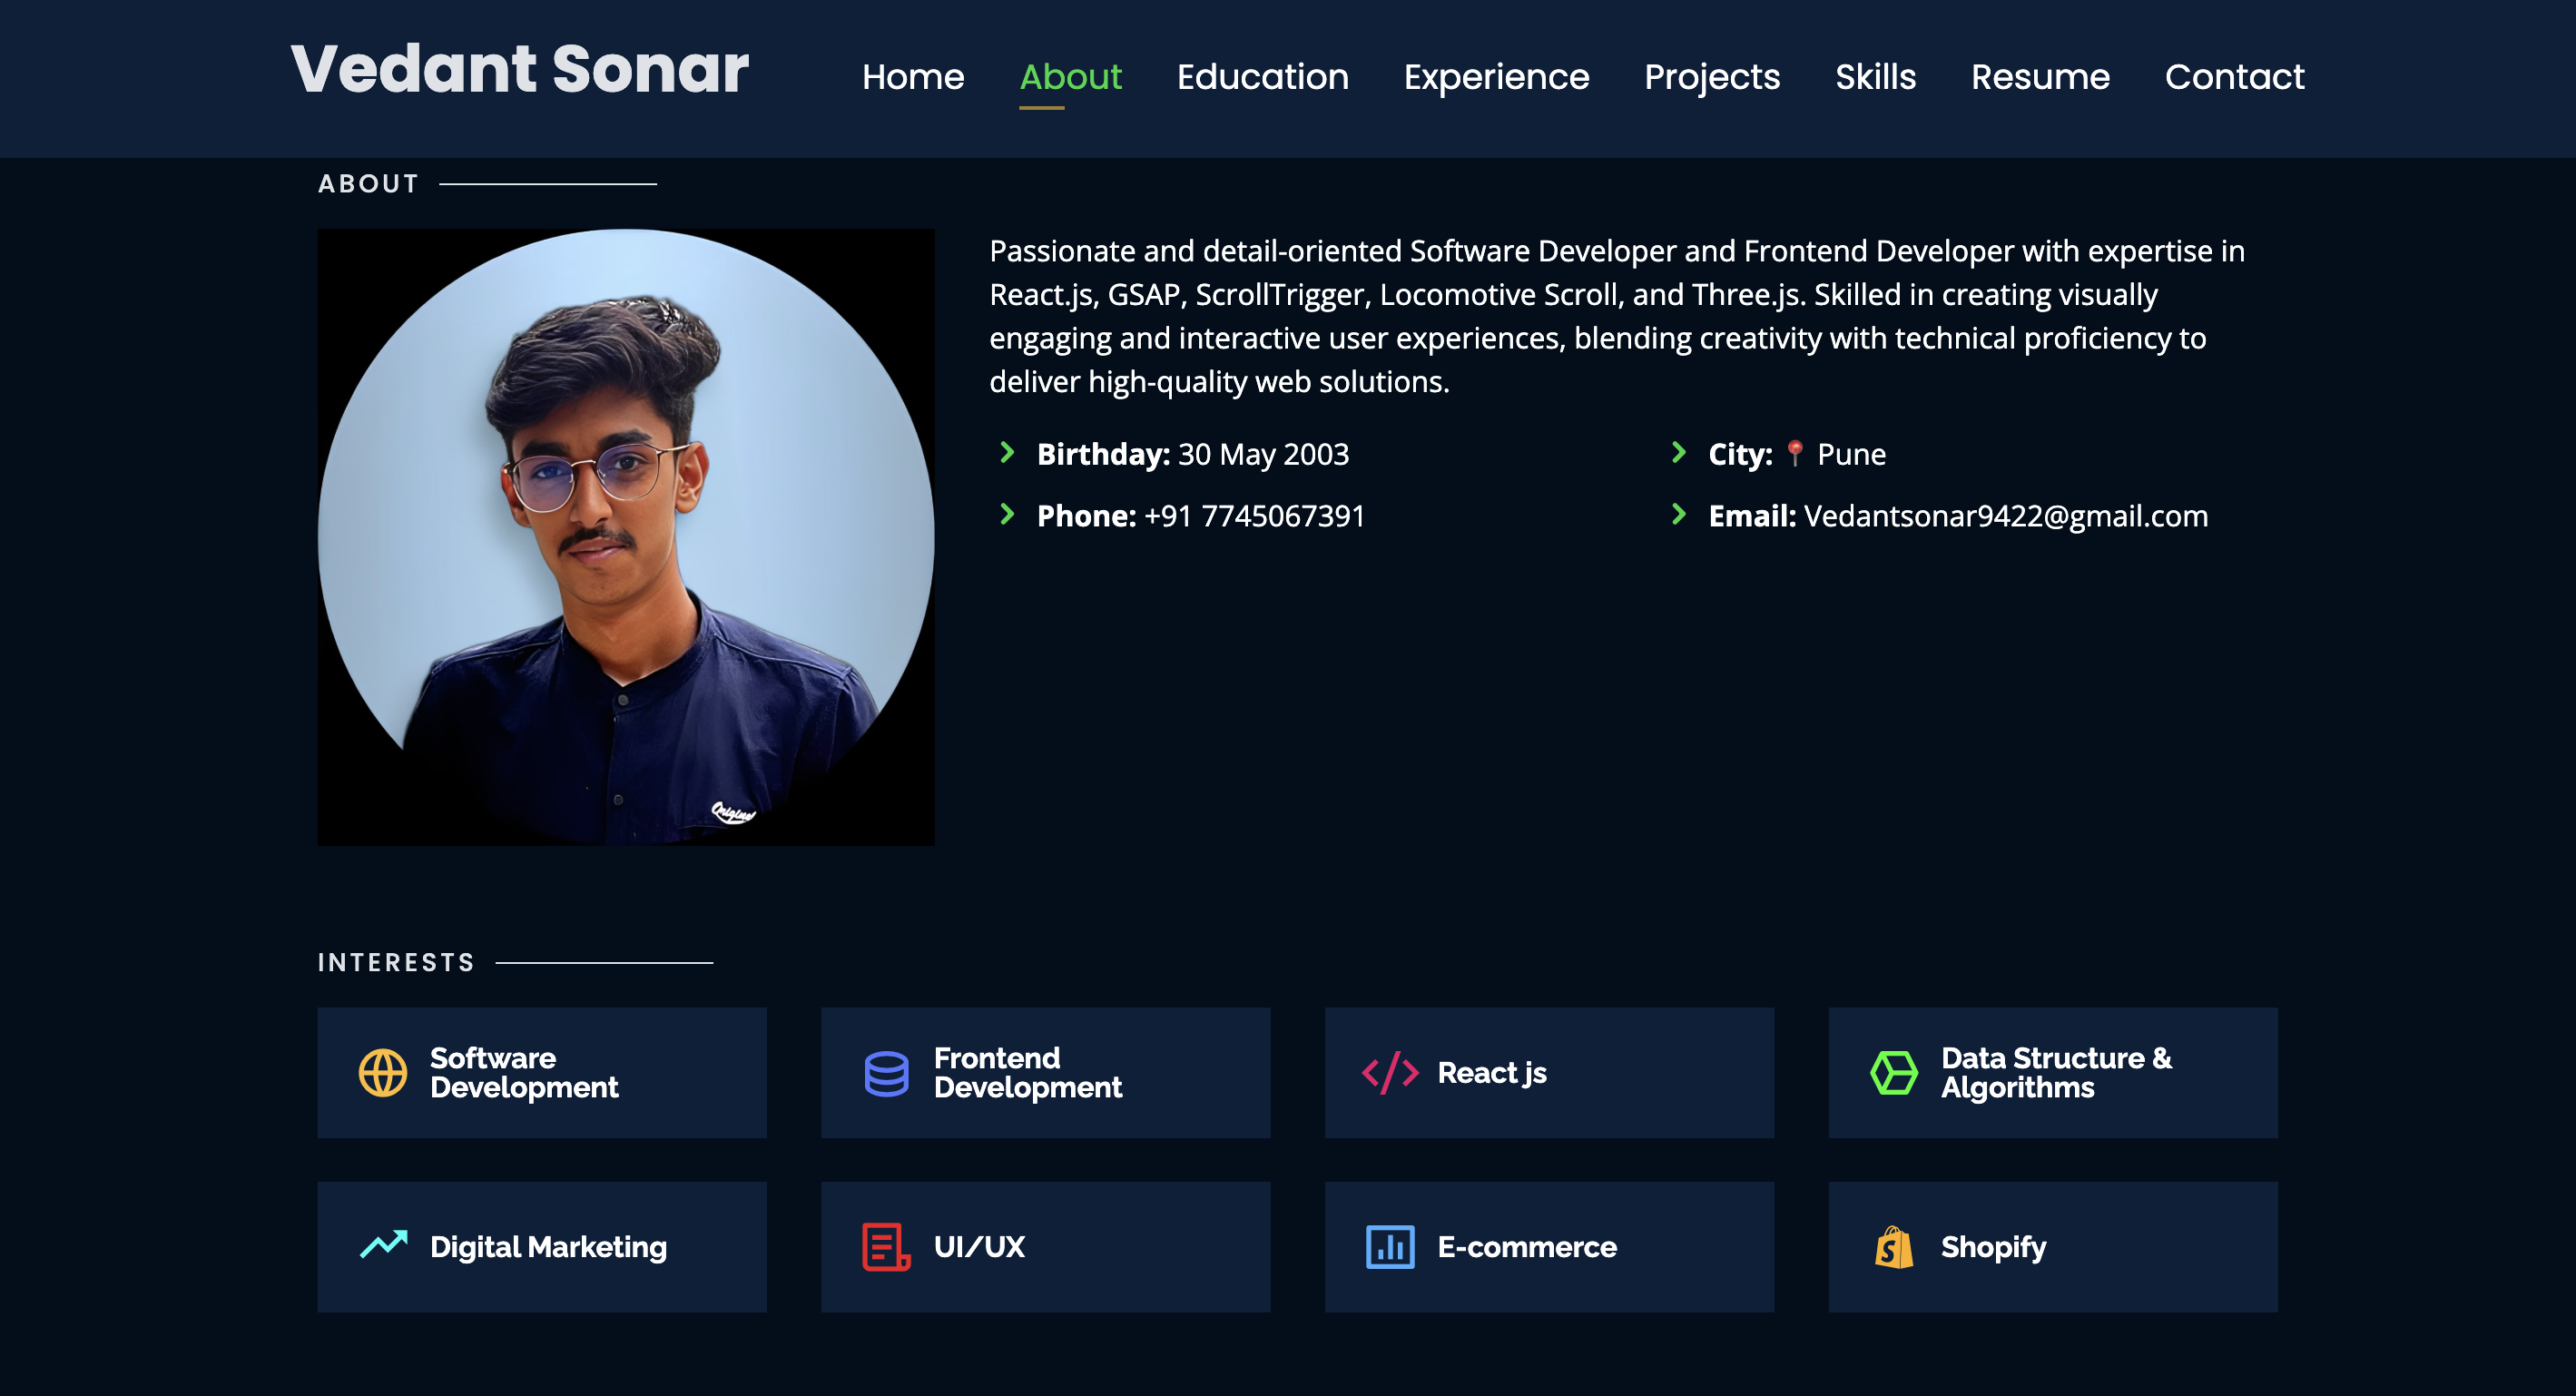 Vedant Sonar
Home About Education Experience Projects Skills Resume Contact
ABOUT
Passionate and detail-oriented Software Developer and Frontend Developer with expertise in
React.js, GSAP, ScrollTrigger, Locomotive Scroll, and Three.js. Skilled in creating visually
engaging and interactive user experiences, blending creativity with technical proficiency to
deliver high-quality web solutions.
Birthday: 30 May 2003
City: 📍 Pune
Phone: +91 7745067391
Email: Vedantsonar9422@gmail.com
Original
INTERESTS
Software
Development
Frontend
Development
React js
Data Structure &
Algorithms
Digital Marketing
UI/UX
E-commerce
Shopify